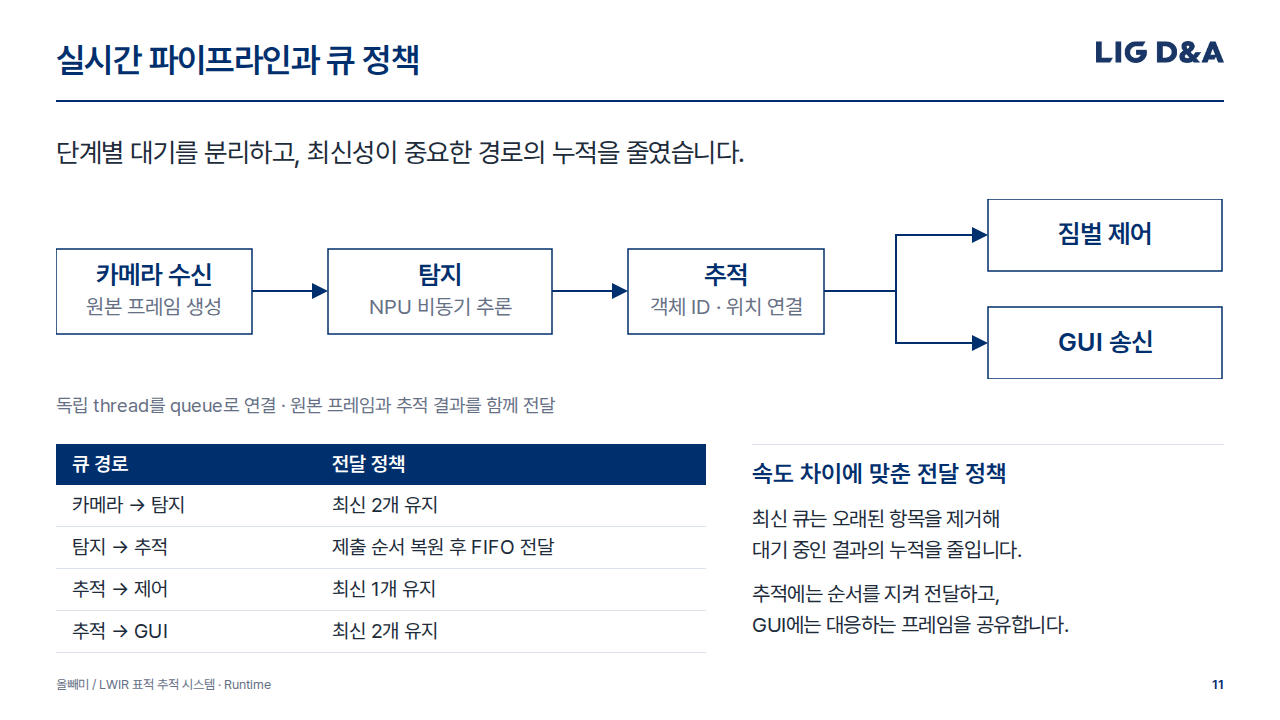 실시간 파이프라인과 큐 정책
LIG D&A
단계별 대기를 분리하고, 최신성이 중요한 경로의 누적을 줄였습니다.
카메라 수신
원본 프레임 생성
탐지
NPU 비동기 추론
추적
객체 ID · 위치 연결
짐벌 제어
GUI 송신
독립 thread를 queue로 연결 · 원본 프레임과 추적 결과를 함께 전달
큐 경로 전달 정책
카메라 → 탐지 최신 2개 유지
탐지 → 추적 제출 순서 복원 후 FIFO 전달
추적 → 제어 최신 1개 유지
추적 → GUI 최신 2개 유지
속도 차이에 맞춘 전달 정책
최신 큐는 오래된 항목을 제거해
대기 중인 결과의 누적을 줄입니다.
추적에는 순서를 지켜 전달하고,
GUI에는 대응하는 프레임을 공유합니다.
올빼미 / LWIR 표적 추적 시스템 · Runtime
11